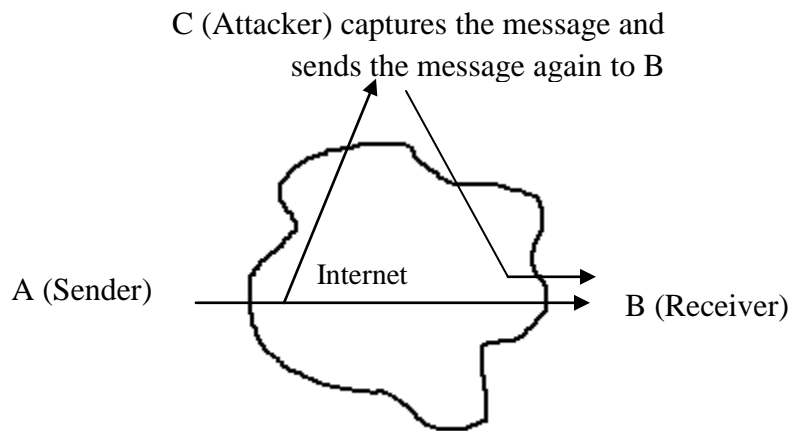 C (Attacker) captures the message and
sends the message again to B
Internet
A (Sender)
B (Receiver)